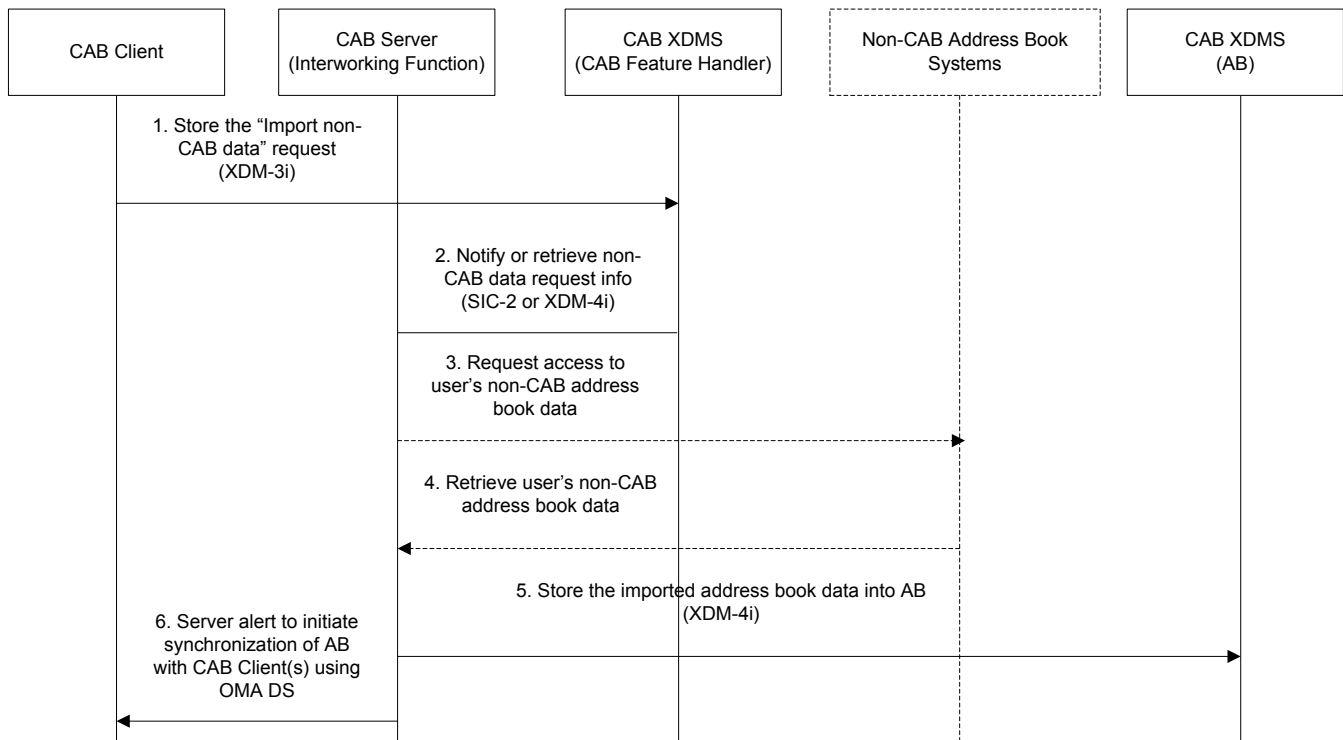 CAB Client
CAB Server
(Interworking Function)
CAB XDMS
(CAB Feature Handler)
Non-CAB Address Book
Systems
CAB XDMS
(AB)
1. Store the “Import non-
CAB data” request
(XDM-3i)
2. Notify or retrieve non-
CAB data request info
(SIC-2 or XDM-4i)
3. Request access to
user’s non-CAB address
book data
4. Retrieve user’s non-CAB
address book data
5. Store the imported address book data into AB
(XDM-4i)
6. Server alert to initiate
synchronization of AB
with CAB Client(s) using
OMA DS